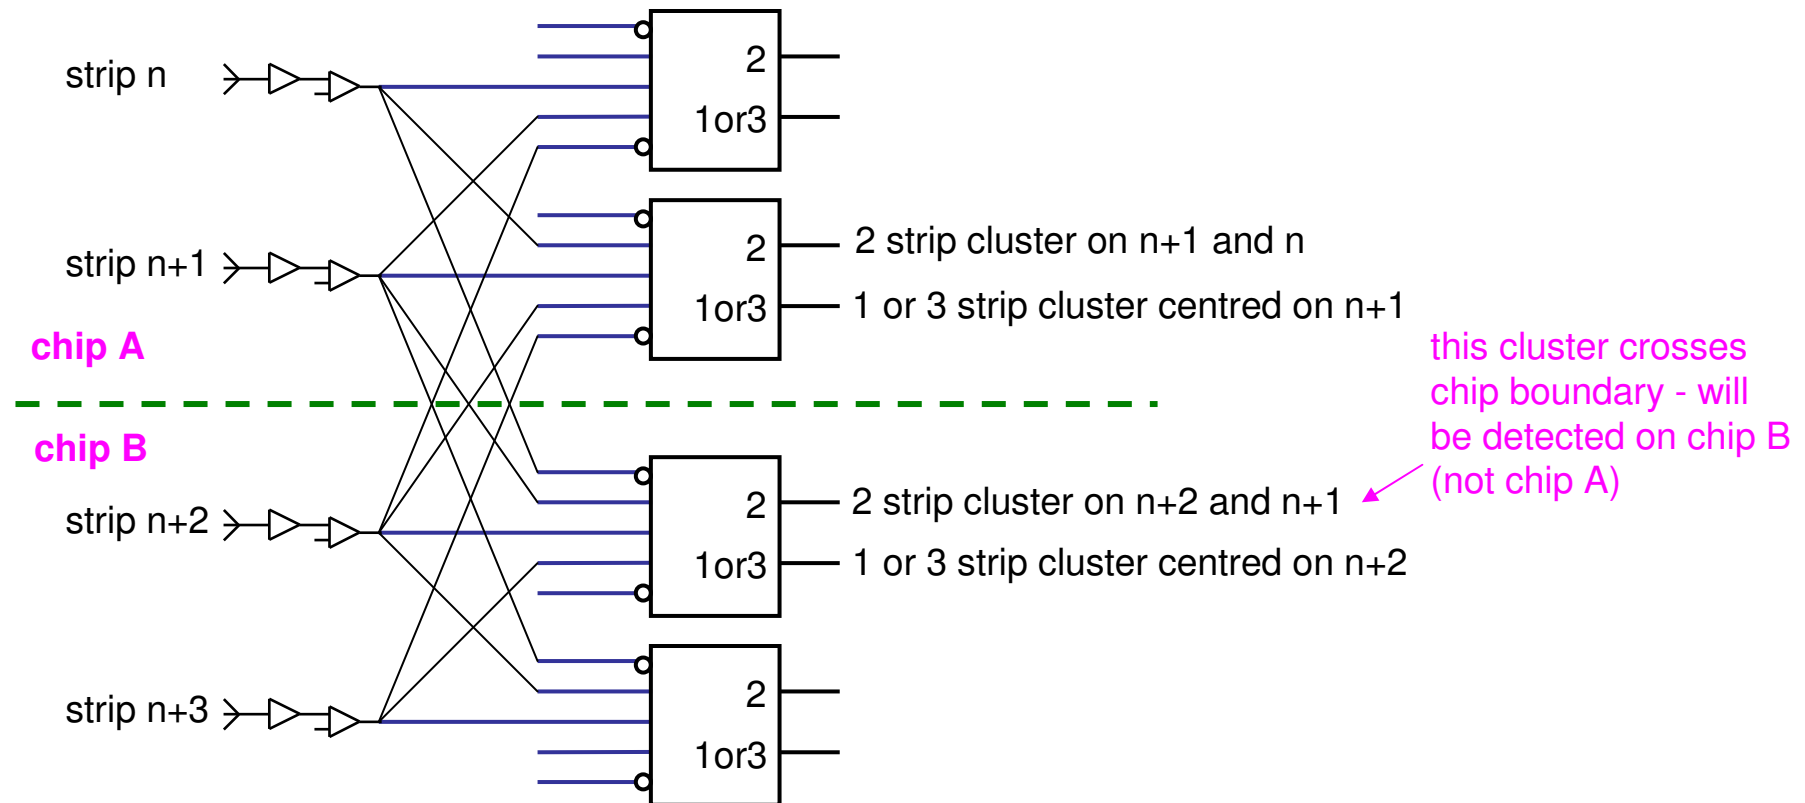 strip n
2
1or3
strip n+1
2
2 strip cluster on n+1 and n
1or3
1 or 3 strip cluster centred on n+1
chip A
this cluster crosses
chip boundary - will
be detected on chip B
(not chip A)
chip B
strip n+2
2
2 strip cluster on n+2 and n+1
1or3
1 or 3 strip cluster centred on n+2
strip n+3
2
1or3